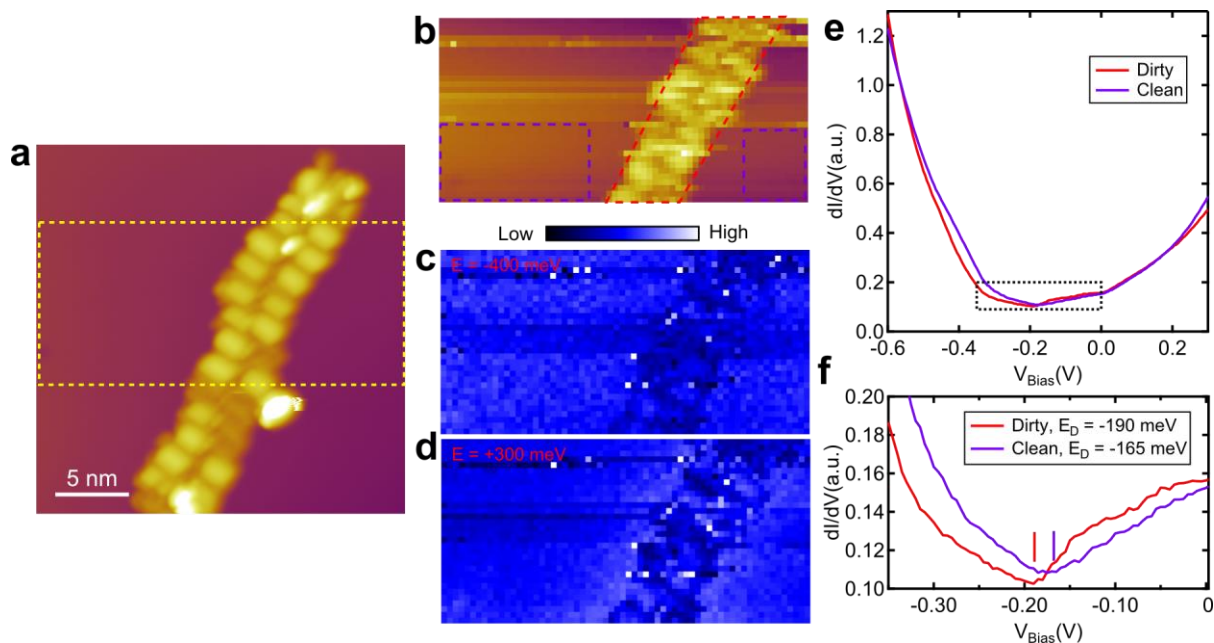 a
5 nm
b
Low High
c
E = -400 meV
d
E = +300 meV
e
dI/dV(a.u.)
1.2
1.0
0.8
0.6
0.4
0.2
0.0
Dirty
Clean
-0.6 -0.4 -0.2 0.0 0.2
V_Bias(V)
f
dI/dV(a.u.)
0.20
0.18
0.16
0.14
0.12
0.10
Dirty, E_D = -190 meV
Clean, E_D = -165 meV
-0.30 -0.20 -0.10 0
V_Bias(V)